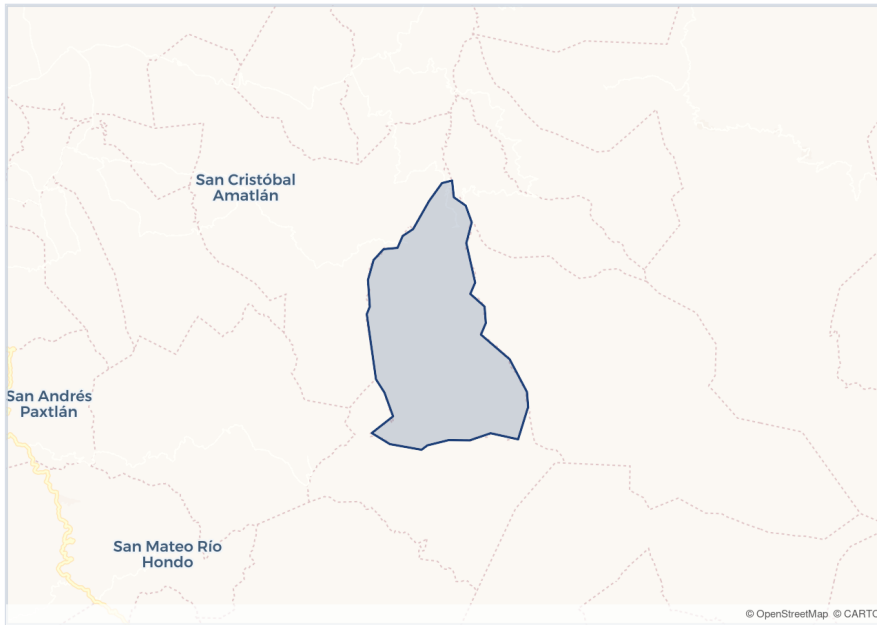 San Cristóbal
Amatlán
San Andrés
Paxtlán
San Mateo Río
Hondo
© OpenStreetMap © CARTO